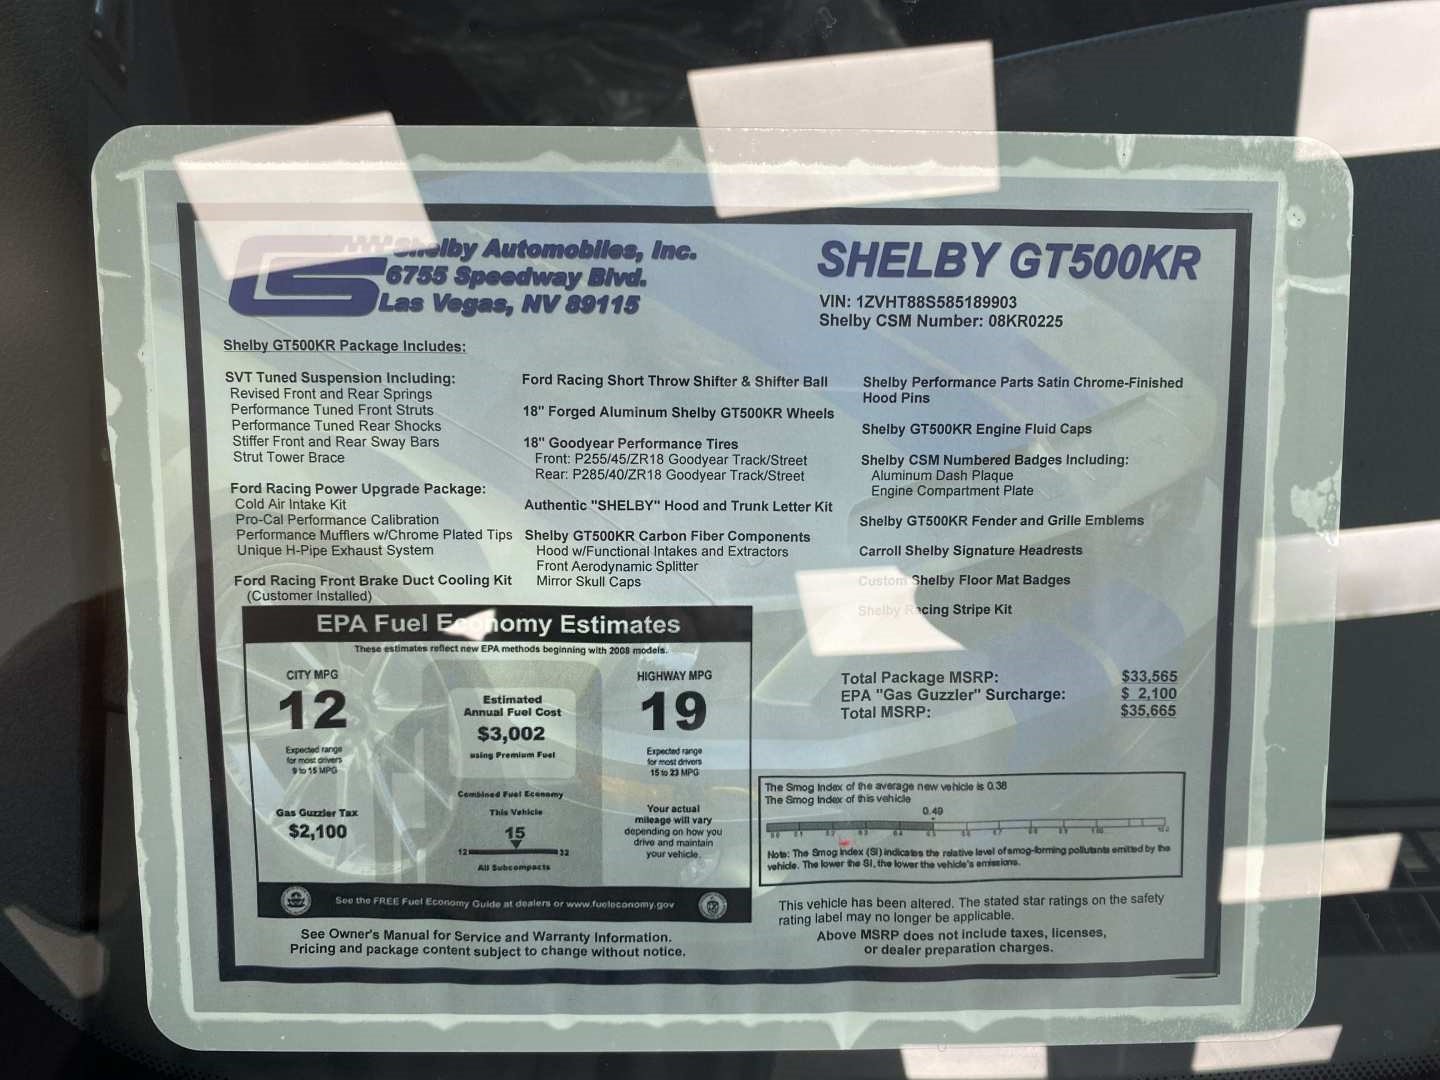 Shelby Automobiles, Inc.
6755 Speedway Blvd.
Las Vegas, NV 89115
SHELBY GT500KR
VIN: 1ZVHT88S585189903
Shelby CSM Number: 08KR0225
Shelby GT500KR Package Includes:
SVT Tuned Suspension Including:
Revised Front and Rear Springs
Performance Tuned Front Struts
Performance Tuned Rear Shocks
Stiffer Front and Rear Sway Bars
Strut Tower Brace
Ford Racing Power Upgrade Package:
Cold Air Intake Kit
Pro-Cal Performance Calibration
Performance Mufflers w/Chrome Plated Tips
Unique H-Pipe Exhaust System
Ford Racing Front Brake Duct Cooling Kit
(Customer Installed)
Ford Racing Short Throw Shifter & Shifter Ball
18" Forged Aluminum Shelby GT500KR Wheels
18" Goodyear Performance Tires
Front: P255/45/ZR18 Goodyear Track/Street
Rear: P285/40/ZR18 Goodyear Track/Street
Authentic "SHELBY" Hood and Trunk Letter Kit
Shelby GT500KR Carbon Fiber Components
Hood w/Functional Intakes and Extractors
Front Aerodynamic Splitter
Mirror Skull Caps
Shelby Performance Parts Satin Chrome-Finished
Hood Pins
Shelby GT500KR Engine Fluid Caps
Shelby CSM Numbered Badges Including:
Aluminum Dash Plaque
Engine Compartment Plate
Shelby GT500KR Fender and Grille Emblems
Carroll Shelby Signature Headrests
Custom Shelby Floor Mat Badges
Shelby Racing Stripe Kit
EPA Fuel Economy Estimates
These estimates reflect new EPA methods beginning with 2008 models.
CITY MPG
12
Expected range
for most drivers
9 to 15 MPG
Gas Guzzler Tax
$2,100
Estimated
Annual Fuel Cost
$3,002
using Premium Fuel
Combined Fuel Economy
This Vehicle
15
12 32
All Subcompacts
HIGHWAY MPG
19
Expected range
for most drivers
15 to 23 MPG
Your actual
mileage will vary
depending on how you
drive and maintain
your vehicle.
See the FREE Fuel Economy Guide at dealers or www.fueleconomy.gov
See Owner's Manual for Service and Warranty Information.
Pricing and package content subject to change without notice.
Total Package MSRP: $33,565
EPA "Gas Guzzler" Surcharge: $ 2,100
Total MSRP: $35,665
The Smog Index of the average new vehicle is 0.38
The Smog Index of this vehicle
0.49
Note: The Smog Index (SI) indicates the relative level of smog-forming pollutants emitted by the
vehicle. The lower the SI, the lower the vehicle's emissions.
This vehicle has been altered. The stated star ratings on the safety
rating label may no longer be applicable.
Above MSRP does not include taxes, licenses,
or dealer preparation charges.